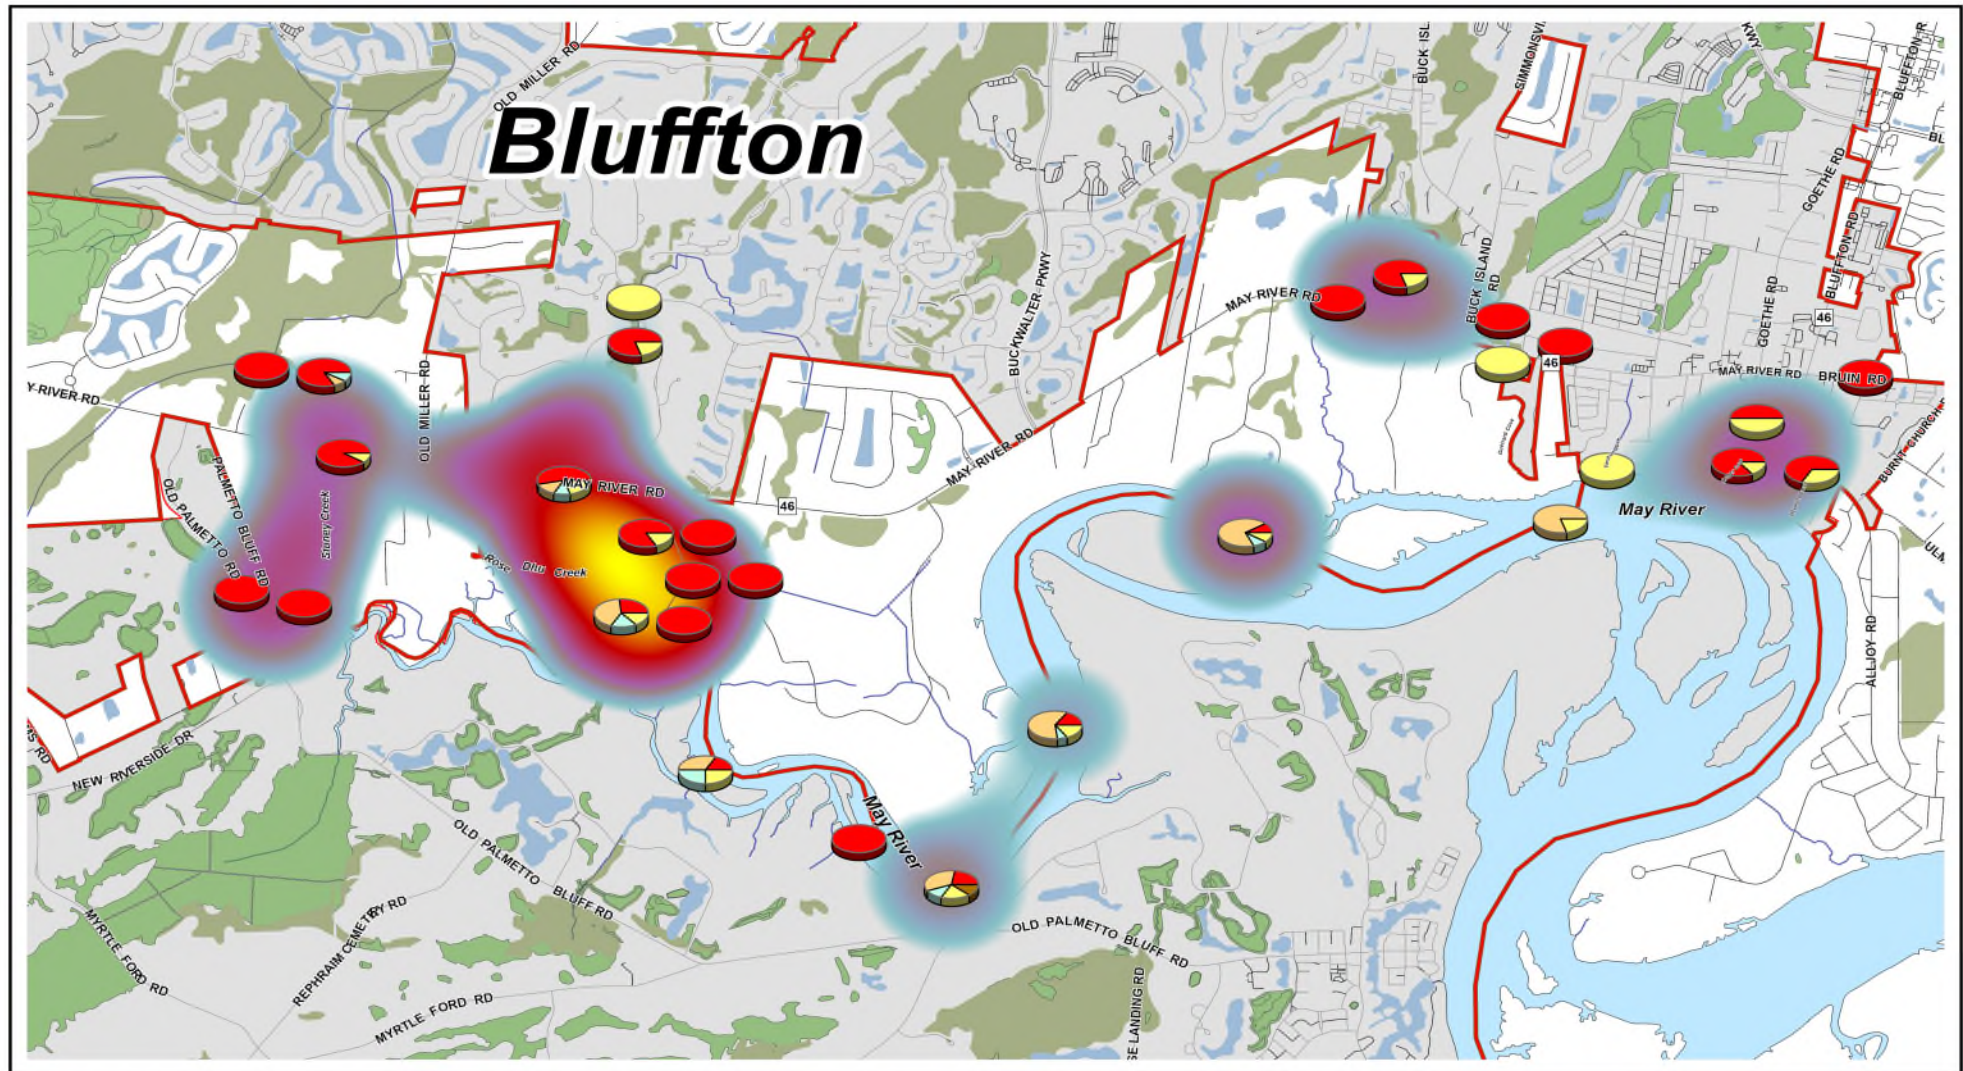 OLD MILLER RD
BUCK ISL
SIMMONSVI
KWY
BLUFFTON R
Bluffton
BL
GOETHE RD
BLUFFTON RD
BUCKWALTER PKWY
BUCK ISLAND
RD
MAY RIVER RD
GOETHE RD
46
46
MAY RIVER RD
BRUIN RD
Y RIVER RD
OLD MILLER RD
MAY RIVER RD
BURNT CHURCH
PALMETTO BLUFF RD
OLD PALMETTO RD
Stoney Creek
MAY RIVER RD
46
May River
Rose Dhu Creek
ULM
ALLJOY RD
RD
NEW RIVERSIDE DR
May River
OLD PALMETTO BLUFF RD
MYRTLE FORD RD
REPHRAIM CEMETRY RD
OLD PALMETTO BLUFF RD
MYRTLE FORD RD
SE LANDING RD